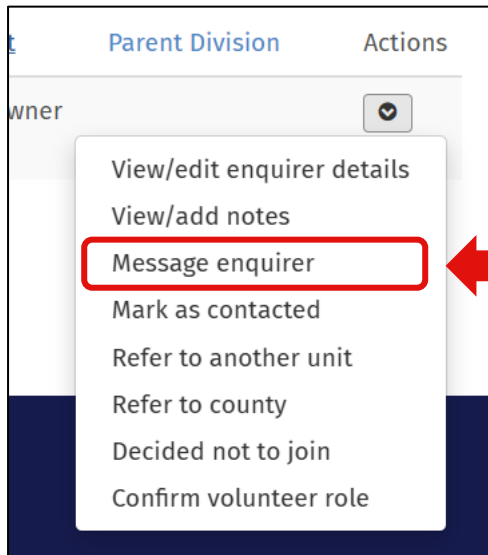 t Parent Division Actions
wner
View/edit enquirer details
View/add notes
Message enquirer
Mark as contacted
Refer to another unit
Refer to county
Decided not to join
Confirm volunteer role